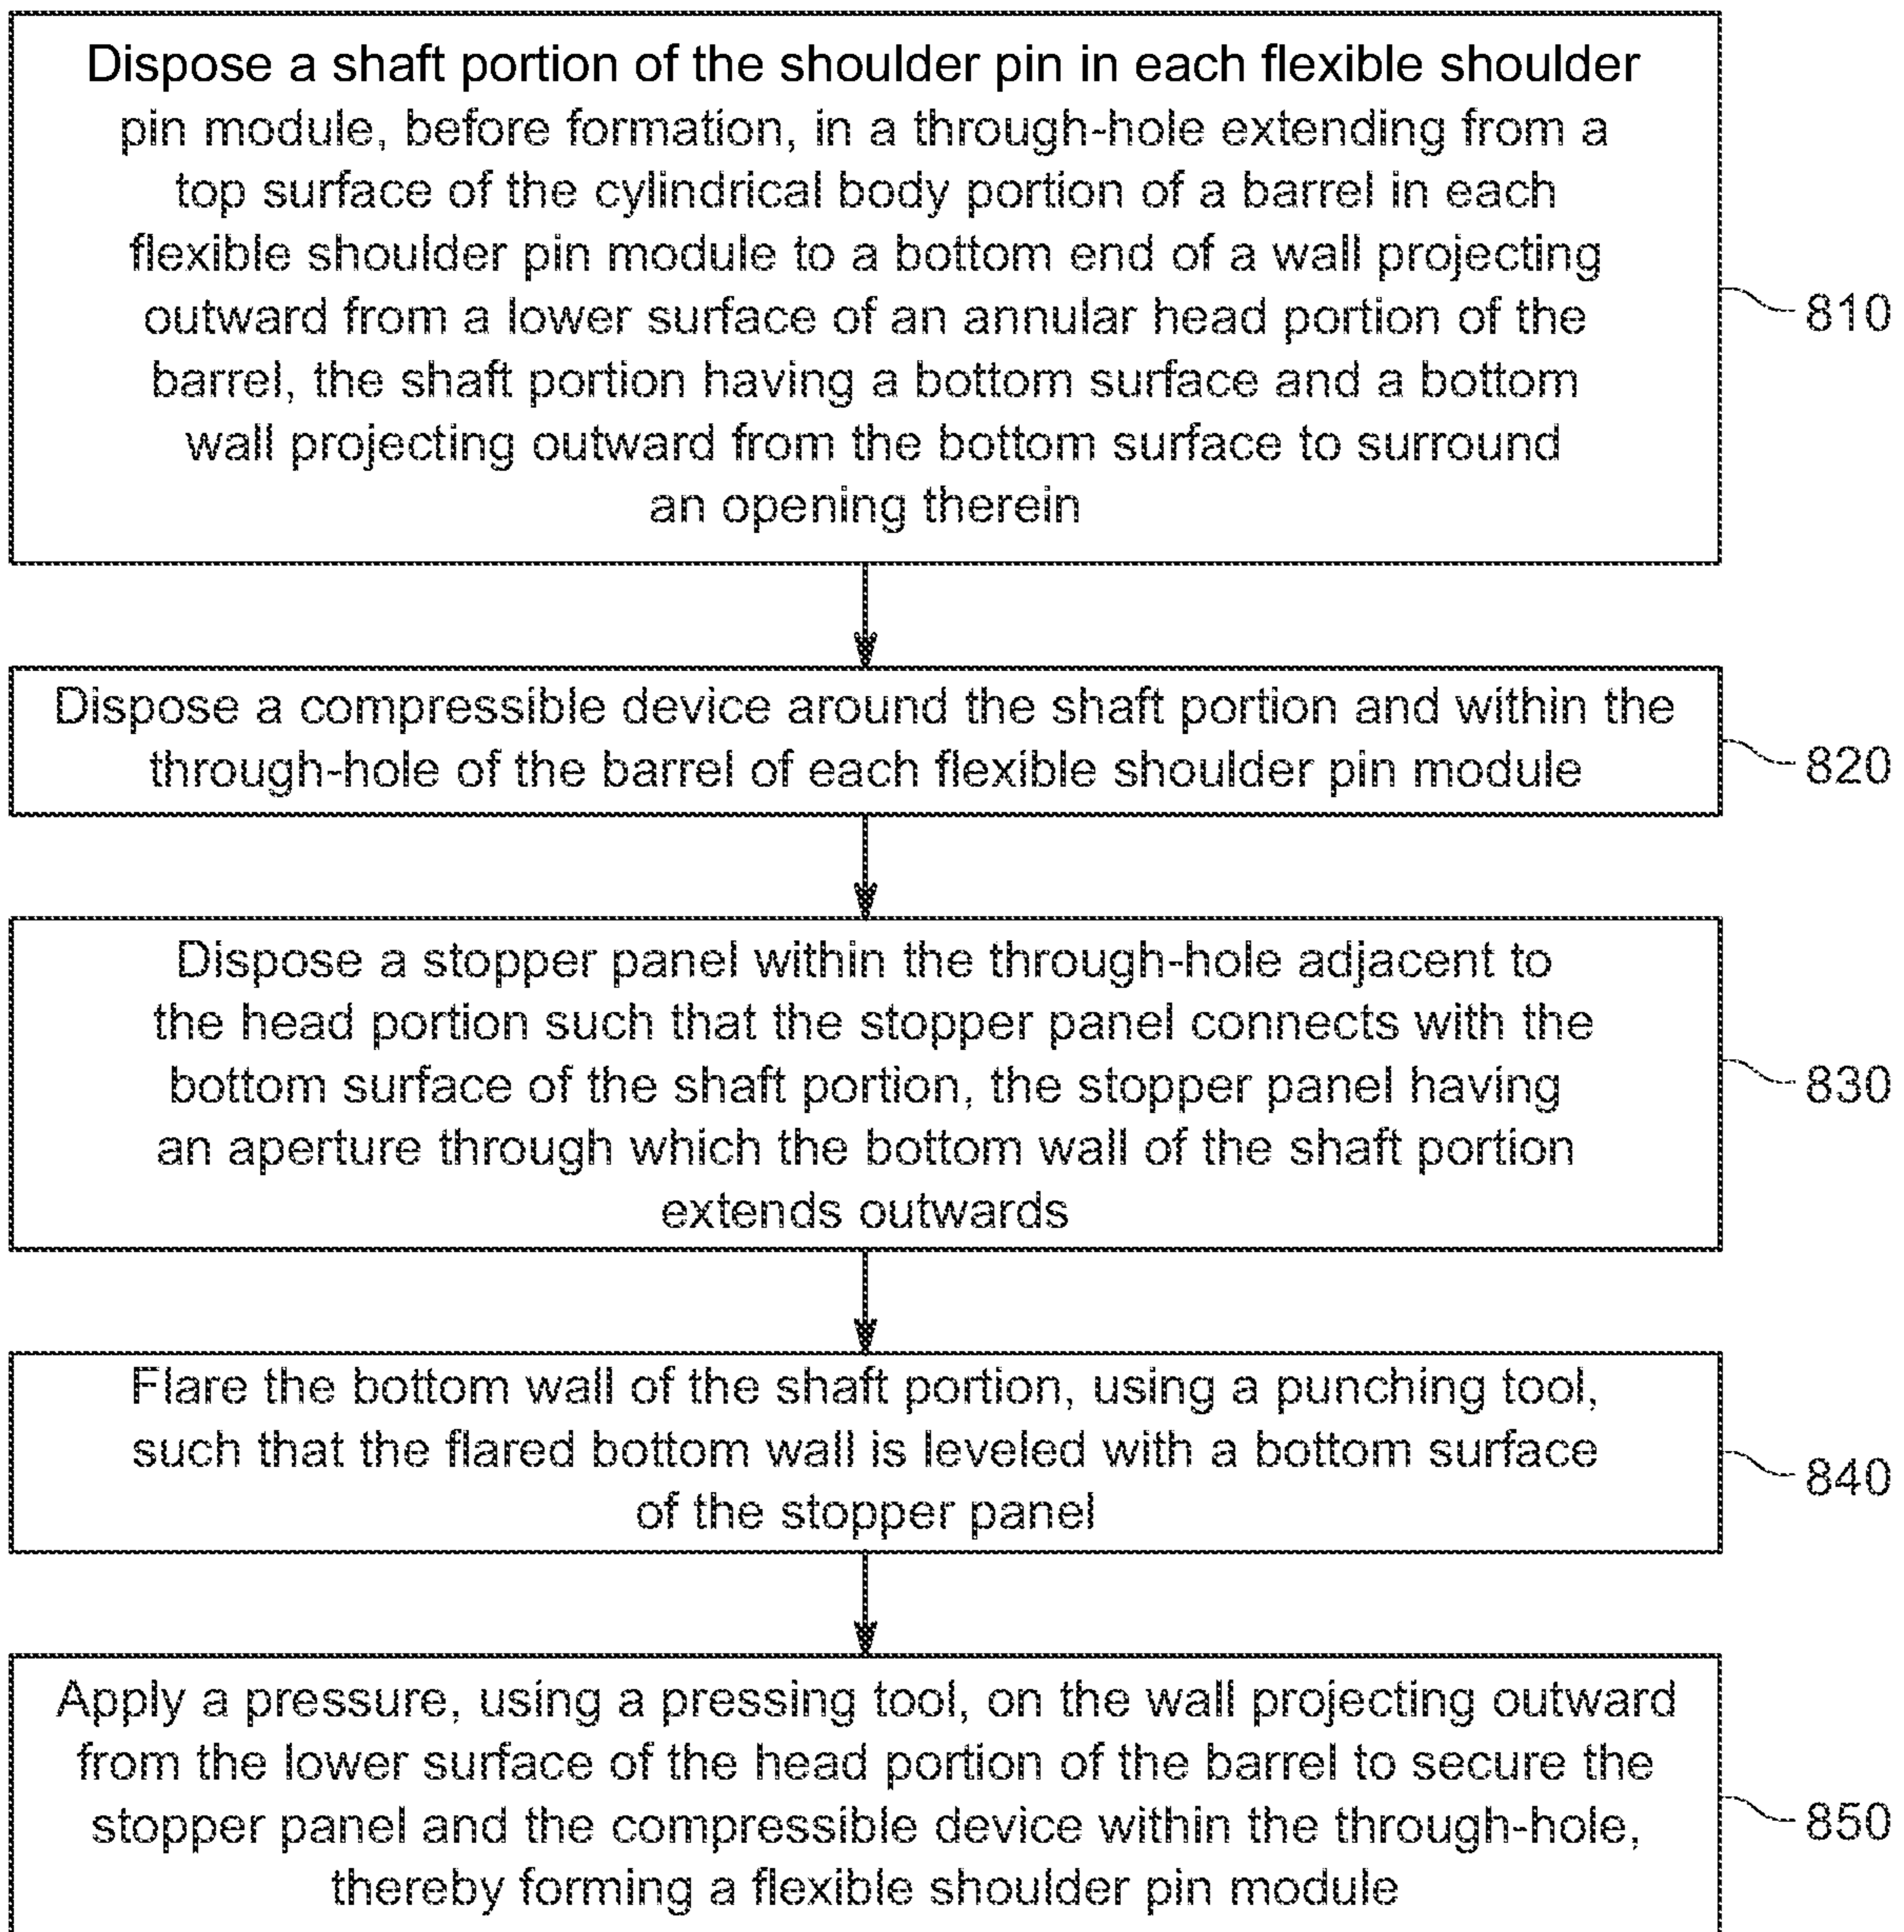 Dispose a shaft portion of the shoulder pin in each flexible shoulder
pin module, before formation, in a through-hole extending from a
top surface of the cylindrical body portion of a barrel in each
flexible shoulder pin module to a bottom end of a wall projecting
outward from a lower surface of an annular head portion of the
barrel, the shaft portion having a bottom surface and a bottom
wall projecting outward from the bottom surface to surround
an opening therein
810
Dispose a compressible device around the shaft portion and within the
through-hole of the barrel of each flexible shoulder pin module
820
Dispose a stopper panel within the through-hole adjacent to
the head portion such that the stopper panel connects with the
bottom surface of the shaft portion, the stopper panel having
an aperture through which the bottom wall of the shaft portion
extends outwards
830
Flare the bottom wall of the shaft portion, using a punching tool,
such that the flared bottom wall is leveled with a bottom surface
of the stopper panel
840
Apply a pressure, using a pressing tool, on the wall projecting outward
from the lower surface of the head portion of the barrel to secure the
stopper panel and the compressible device within the through-hole,
thereby forming a flexible shoulder pin module
850